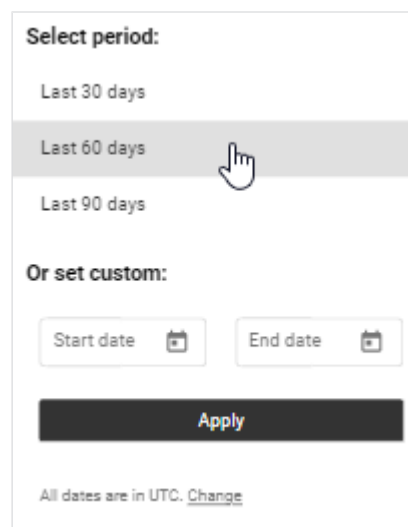 Select period:
Last 30 days
Last 60 days
Last 90 days
Or set custom:
Start date End date
Apply
All dates are in UTC. Change